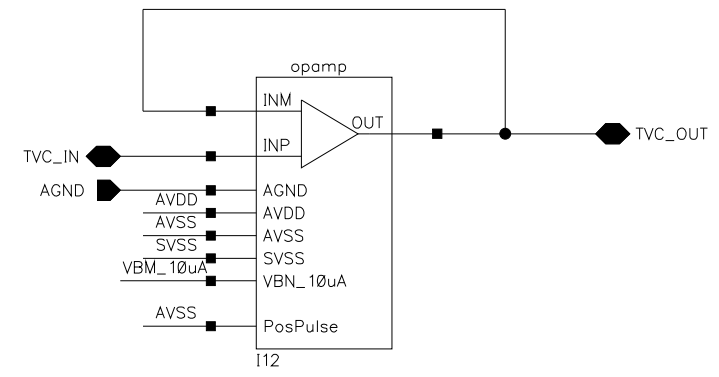 opamp
INM
OUT
TVC_OUT
TVC_IN
INP
AGND
AGND
AVDD
AVDD
AVSS
AVSS
SVSS
SVSS
VBM_10uA
VBN_10uA
AVSS
PosPulse
I12